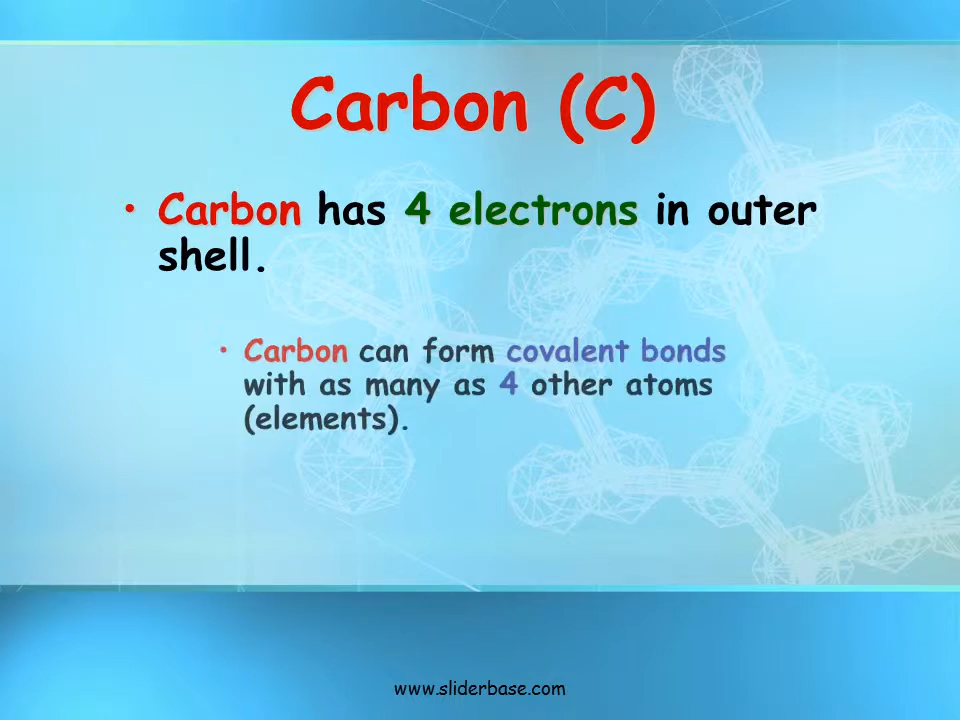 Carbon (C)
• Carbon has 4 electrons in outer
shell.
• Carbon can form covalent bonds
with as many as 4 other atoms
(elements).
www.sliderbase.com